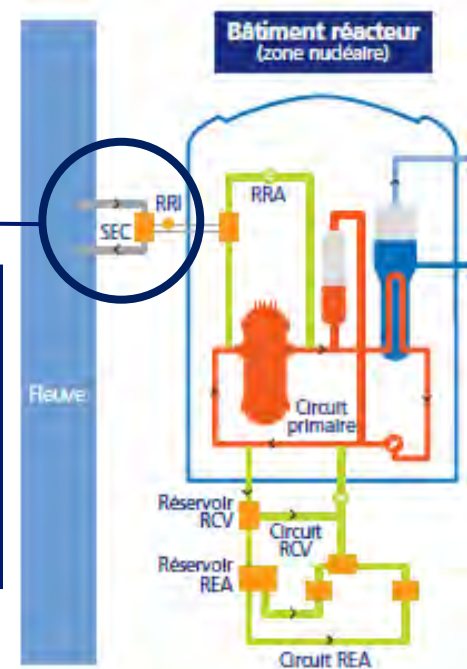 Bâtiment réacteur
(zone nucléaire)
RRI
RRA
SEC
Fleuve
Circuit
primaire
Réservoir
RCV
Circuit
RCV
Réservoir
REA
Circuit REA